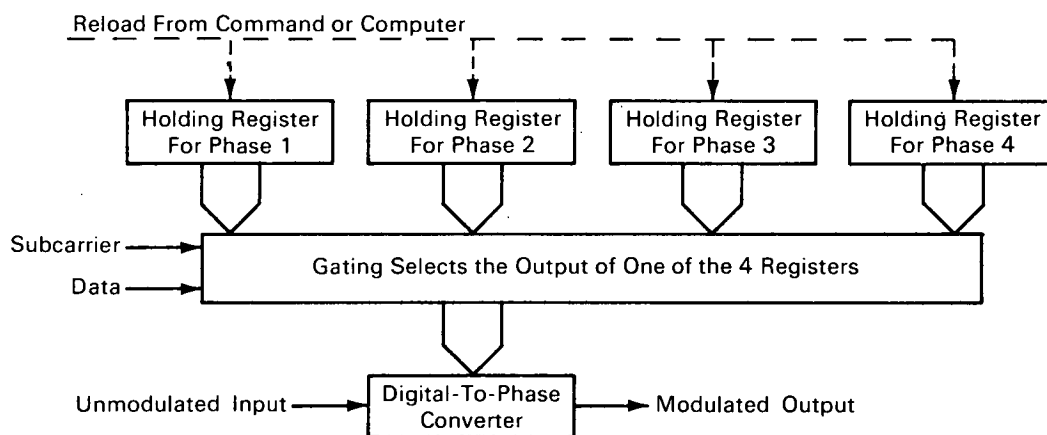 Reload From Command or Computer
Holding Register
For Phase 1
Holding Register
For Phase 2
Holding Register
For Phase 3
Holding Register
For Phase 4
Subcarrier
Data
Gating Selects the Output of One of the 4 Registers
Unmodulated Input
Digital-To-Phase
Converter
Modulated Output